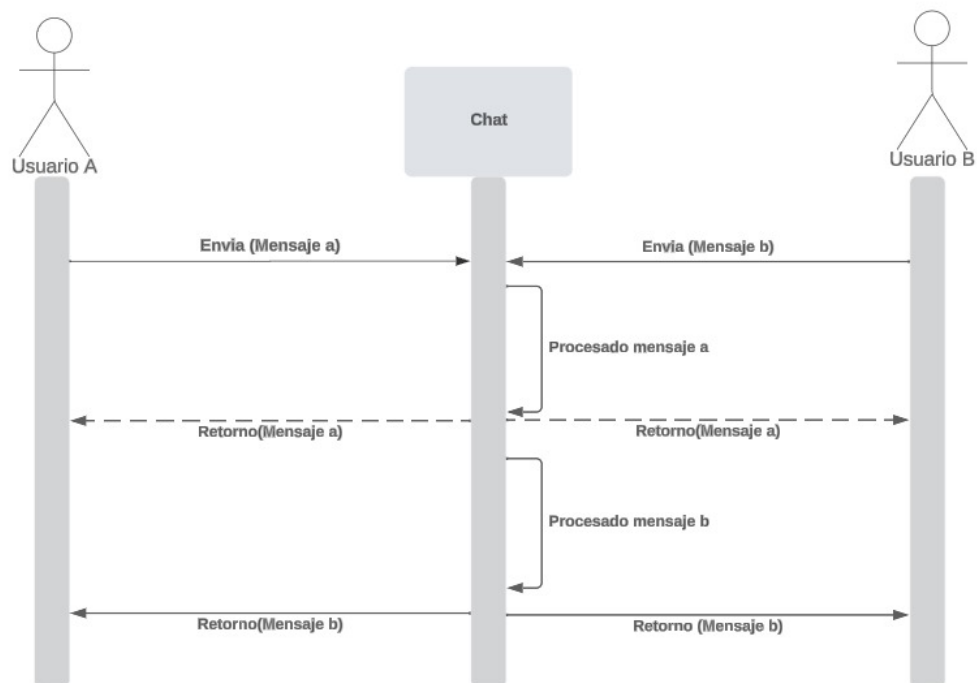 Chat
Usuario A
Usuario B
Envia (Mensaje a)
Envia (Mensaje b)
Procesado mensaje a
Retorno(Mensaje a)
Retorno(Mensaje a)
Procesado mensaje b
Retorno(Mensaje b)
Retorno (Mensaje b)